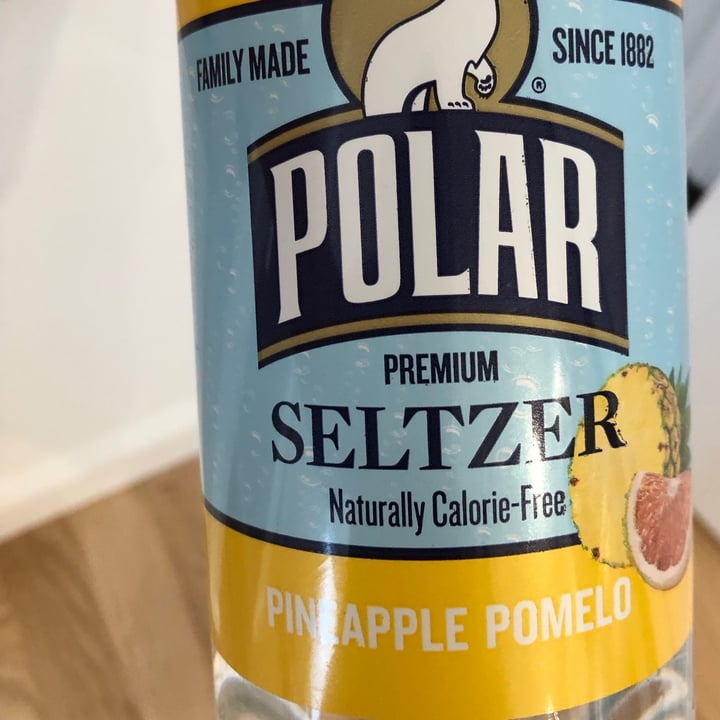 FAMILY MADE SINCE 1882
®
POLAR
PREMIUM
SELTZER
Naturally Calorie-Free
PINEAPPLE POMELO